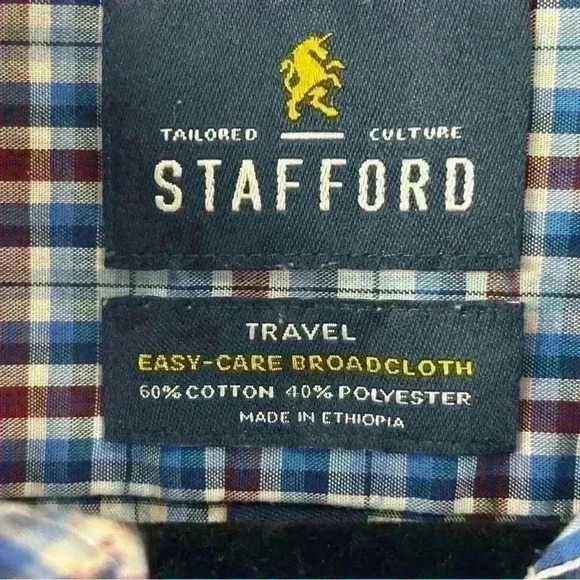 TAILORED CULTURE
STAFFORD
TRAVEL
EASY-CARE BROADCLOTH
60% COTTON 40% POLYESTER
MADE IN ETHIOPIA